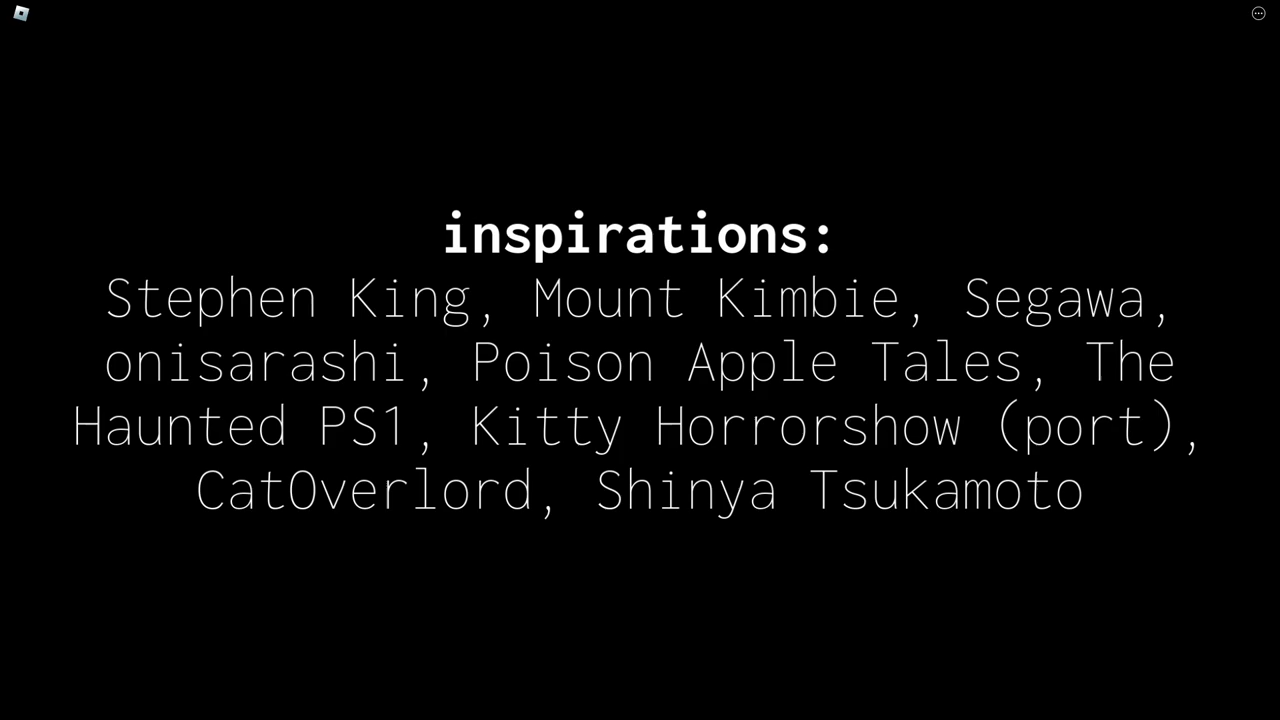 inspirations:
Stephen King, Mount Kimbie, Segawa,
onisarashi, Poison Apple Tales, The
Haunted PS1, Kitty Horrorshow (port),
CatOverlord, Shinya Tsukamoto